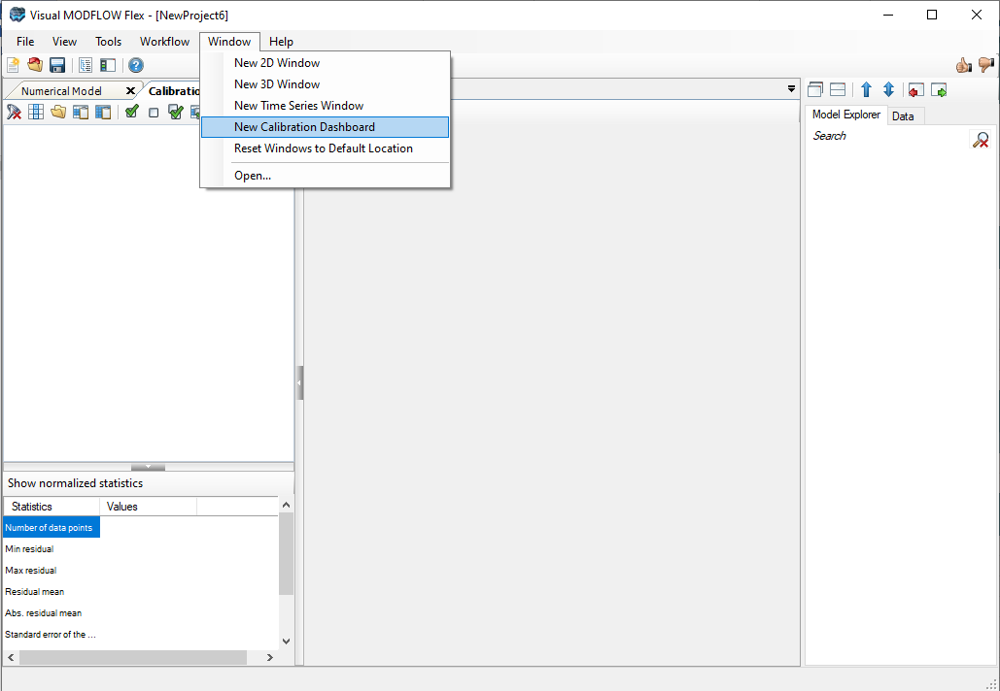 Visual MODFLOW Flex - [NewProject6]
File View Tools Workflow Window Help
New 2D Window
New 3D Window
New Time Series Window
New Calibration Dashboard
Reset Windows to Default Location
Open...
Numerical Model
Calibratio
Model Explorer
Data
Search
Show normalized statistics
Statistics Values
Number of data points
Min residual
Max residual
Residual mean
Abs. residual mean
Standard error of the ...